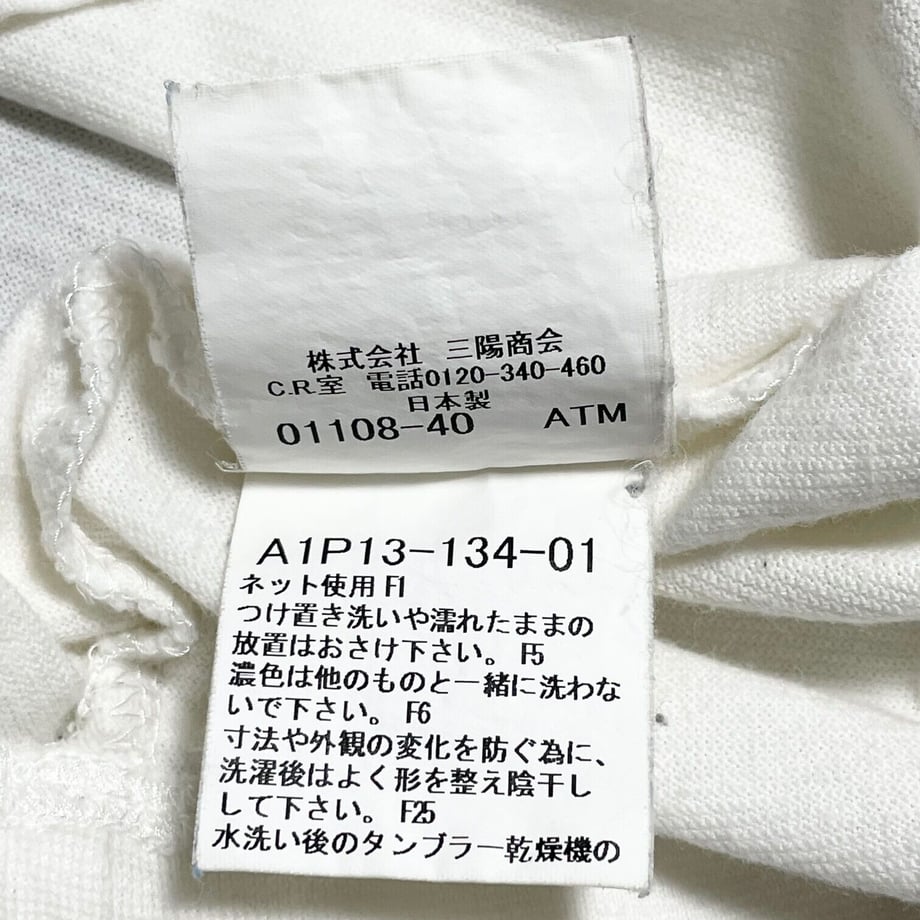 株式会社 三陽商会
C.R.室 電話0120-340-460
日本製
01108-40 ATM
A1P13-134-01
ネット使用 F1
つけ置き洗いや濡れたままの
放置はおさけ下さい。 F5
濃色は他のものと一緒に洗わな
いで下さい。 F6
寸法や外観の変化を防ぐ為に、
洗濯後はよく形を整え陰干し
して下さい。 F25
水洗い後のタンブラー乾燥機の